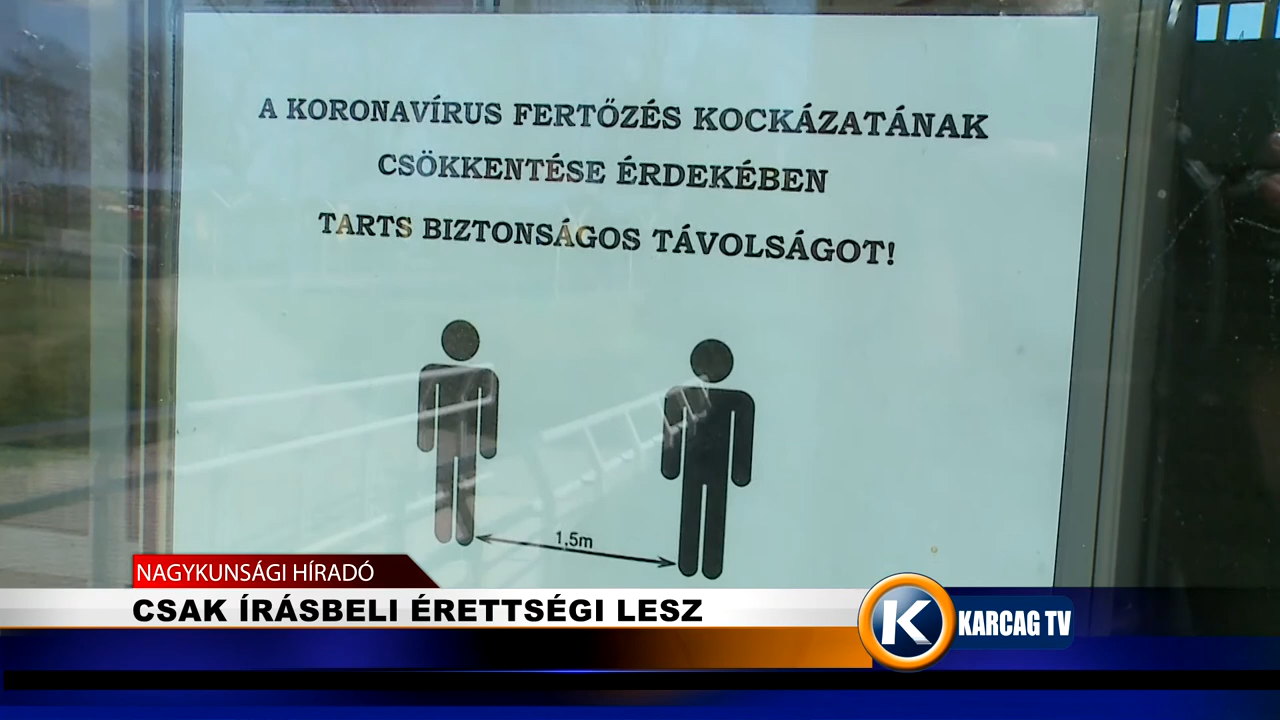 A KORONAVÍRUS FERTŐZÉS KOCKÁZATÁNAK
CSÖKKENTÉSE ÉRDEKÉBEN
TARTS BIZTONSÁGOS TÁVOLSÁGOT!
1,5m
NAGYKUNSÁGI HÍRADÓ
CSAK ÍRÁSBELI ÉRETTSÉGI LESZ
K KARCAG TV